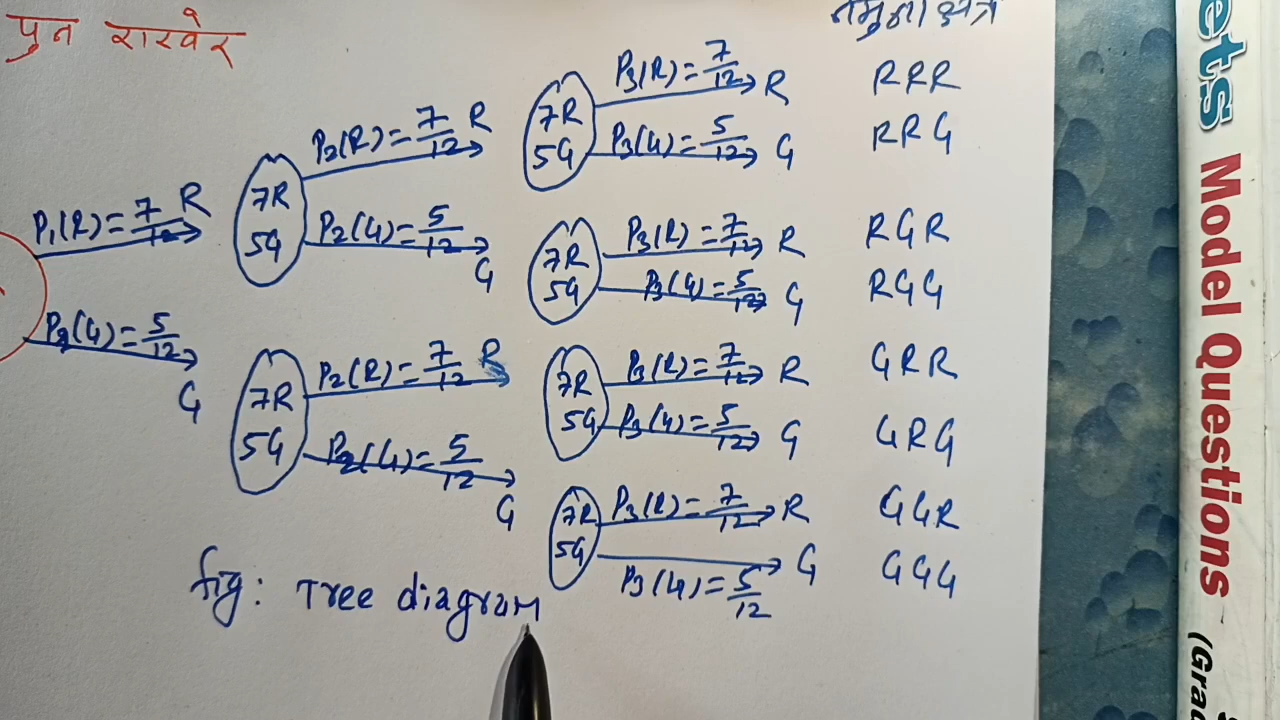 पुन राखेर
नमुना क्षेत्र
P₁(R) = 7/12 R
P₂(R) = 7/12 R
P₃(R) = 7/12 R
RRR
7R
5G
P₃(G) = 5/12 G
RRG
7R
5G
P₂(G) = 5/12
G
7R
5G
P₃(R) = 7/12 R
RGR
P₃(G) = 5/12 G
RGG
5/12
G
7R
5G
P₂(R) = 7/12 R
7R
5G
P₃(R) = 7/12 R
GRR
P₃(G) = 5/12 G
GRG
P₂(G) = 5/12
G
7R
5G
P₃(R) = 7/12 R
GGR
G
P₃(G) = 5/12
GGG
fig: Tree diagram
ets Model Questions
(Grad